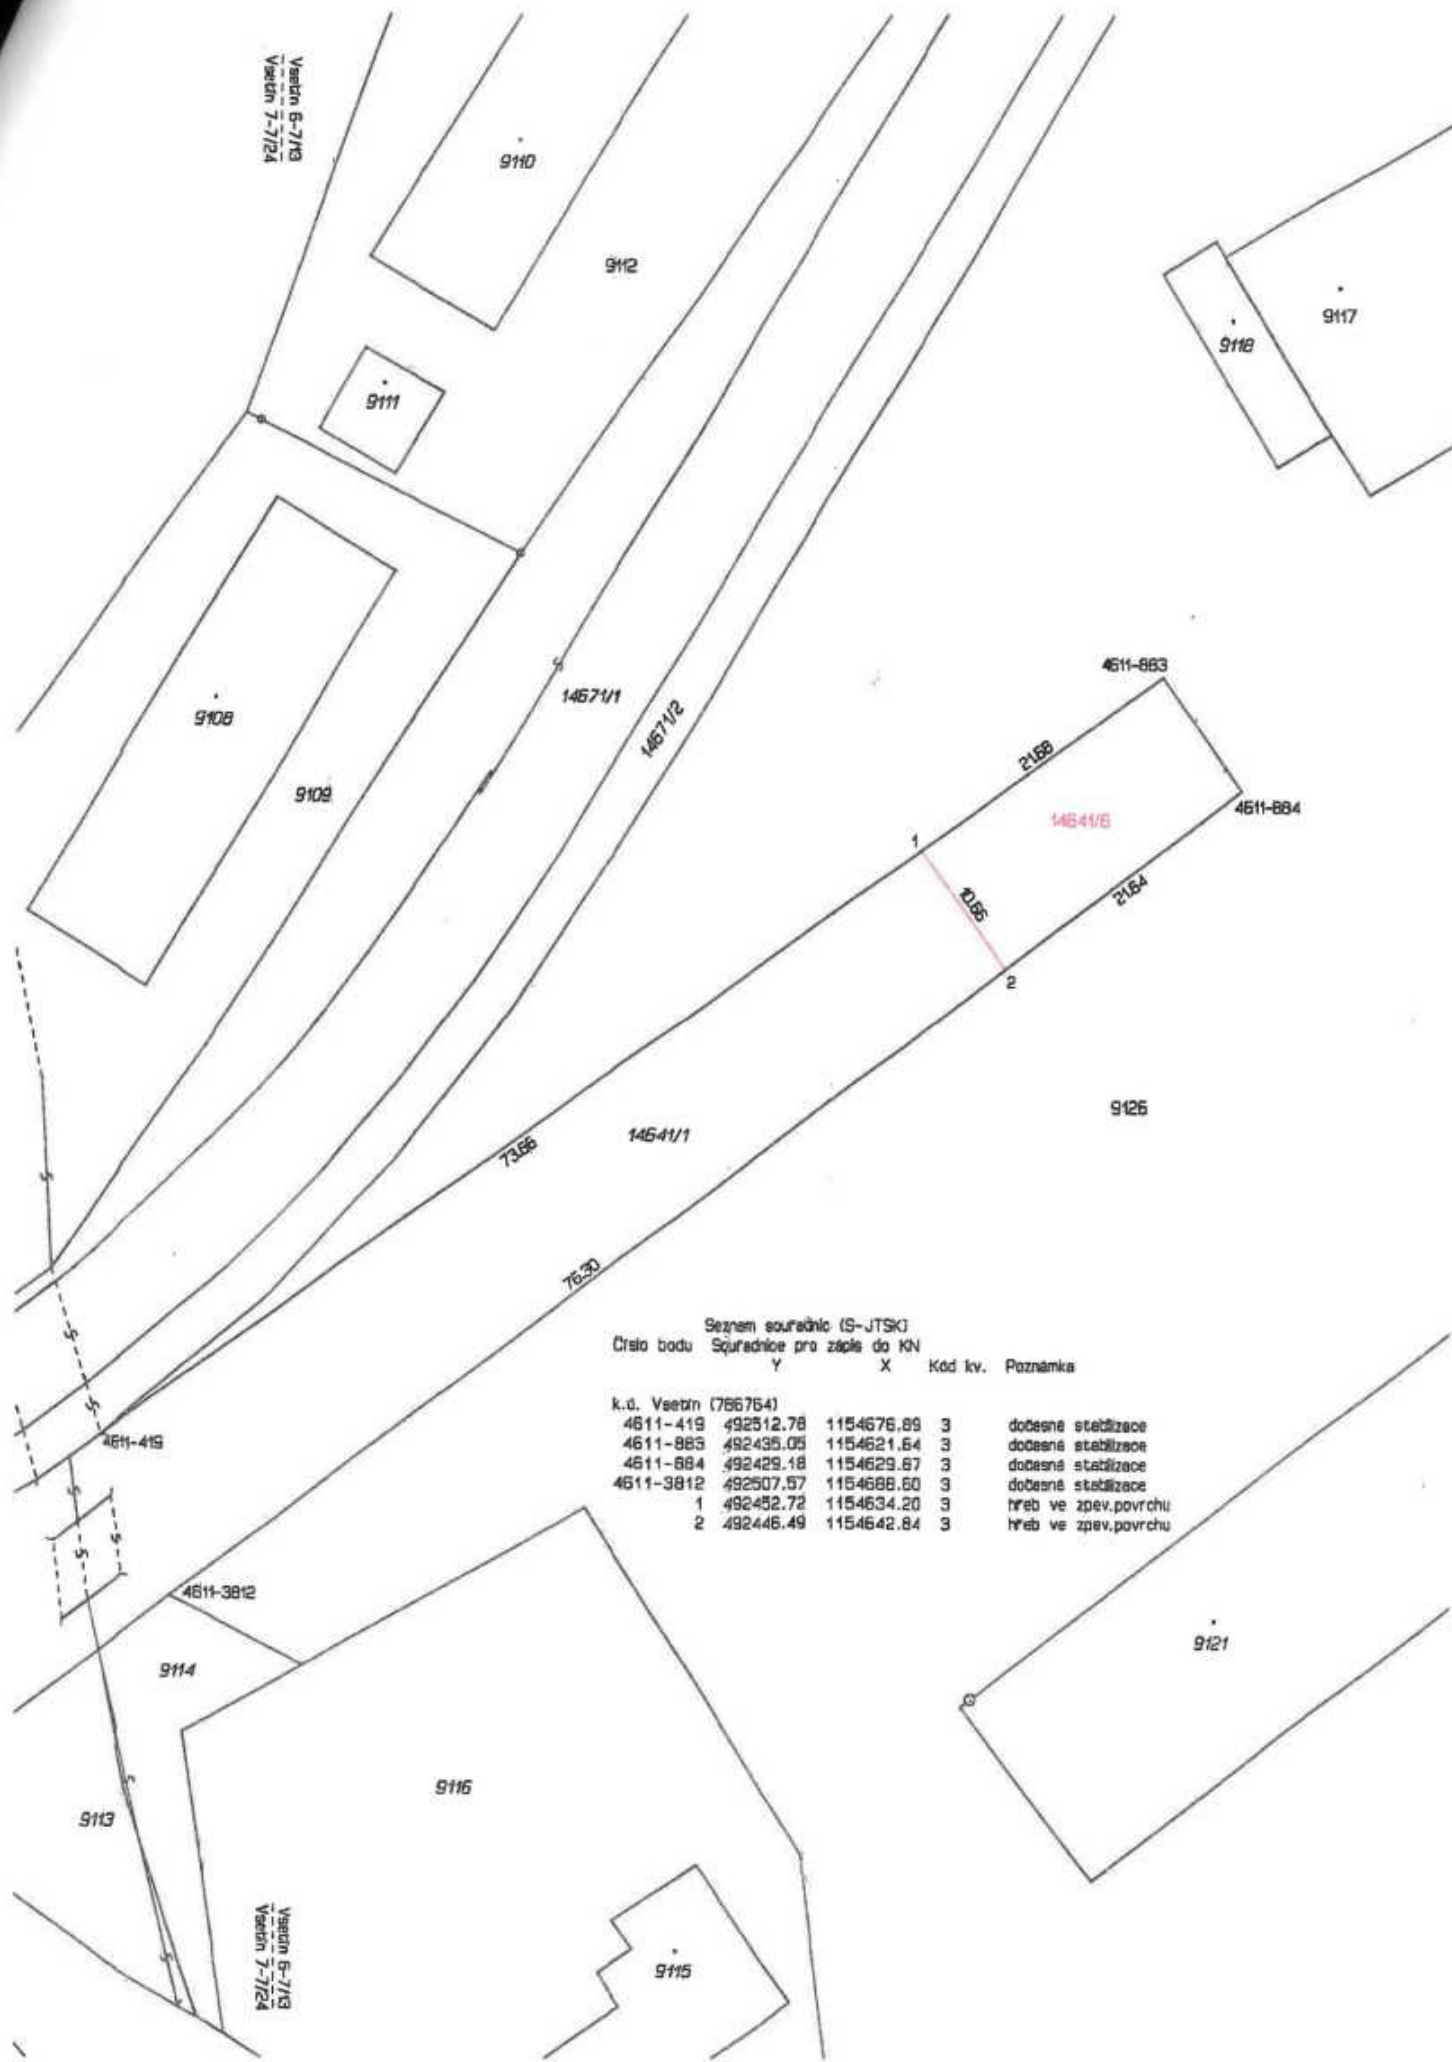 Vsetín 6-7/13
Vsetín 7-7/24
9110
9112
9117
9118
9111
4611-883
14671/1
9108
14671/2
21.68
9109
4611-884
14641/6
1
21.64
10.66
2
9126
14641/1
73.66
76.30
Seznam souřadnic (S-JTSK)
Číslo bodu Souřadnice pro zápis do KN
Y X Kód kv. Poznámka
k.ú. Vsetín (786764)
4611-419 492512.78 1154676.89 3 dočasná stabilizace
4611-883 492435.05 1154621.64 3 dočasná stabilizace
4611-884 492429.18 1154629.87 3 dočasná stabilizace
4611-3812 492507.57 1154688.60 3 dočasná stabilizace
1 492452.72 1154634.20 3 hřeb ve zpev.povrchu
2 492446.49 1154642.84 3 hřeb ve zpev.povrchu
4611-419
4611-3812
9121
9114
9116
9113
Vsetín 6-7/13
Vsetín 7-7/24
9115